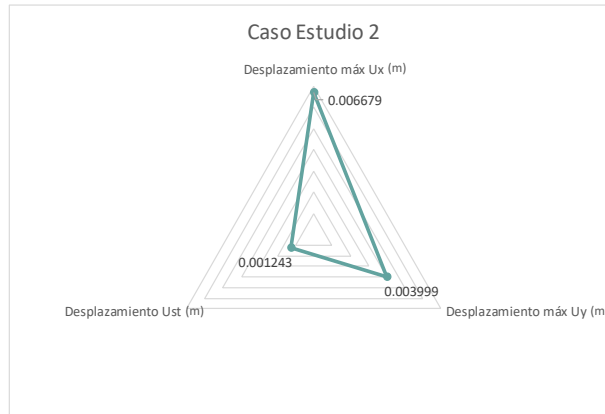 Caso Estudio 2
Desplazamiento máx Ux (m)
0.006679
0.001243
0.003999
Desplazamiento Ust (m)
Desplazamiento máx Uy (m